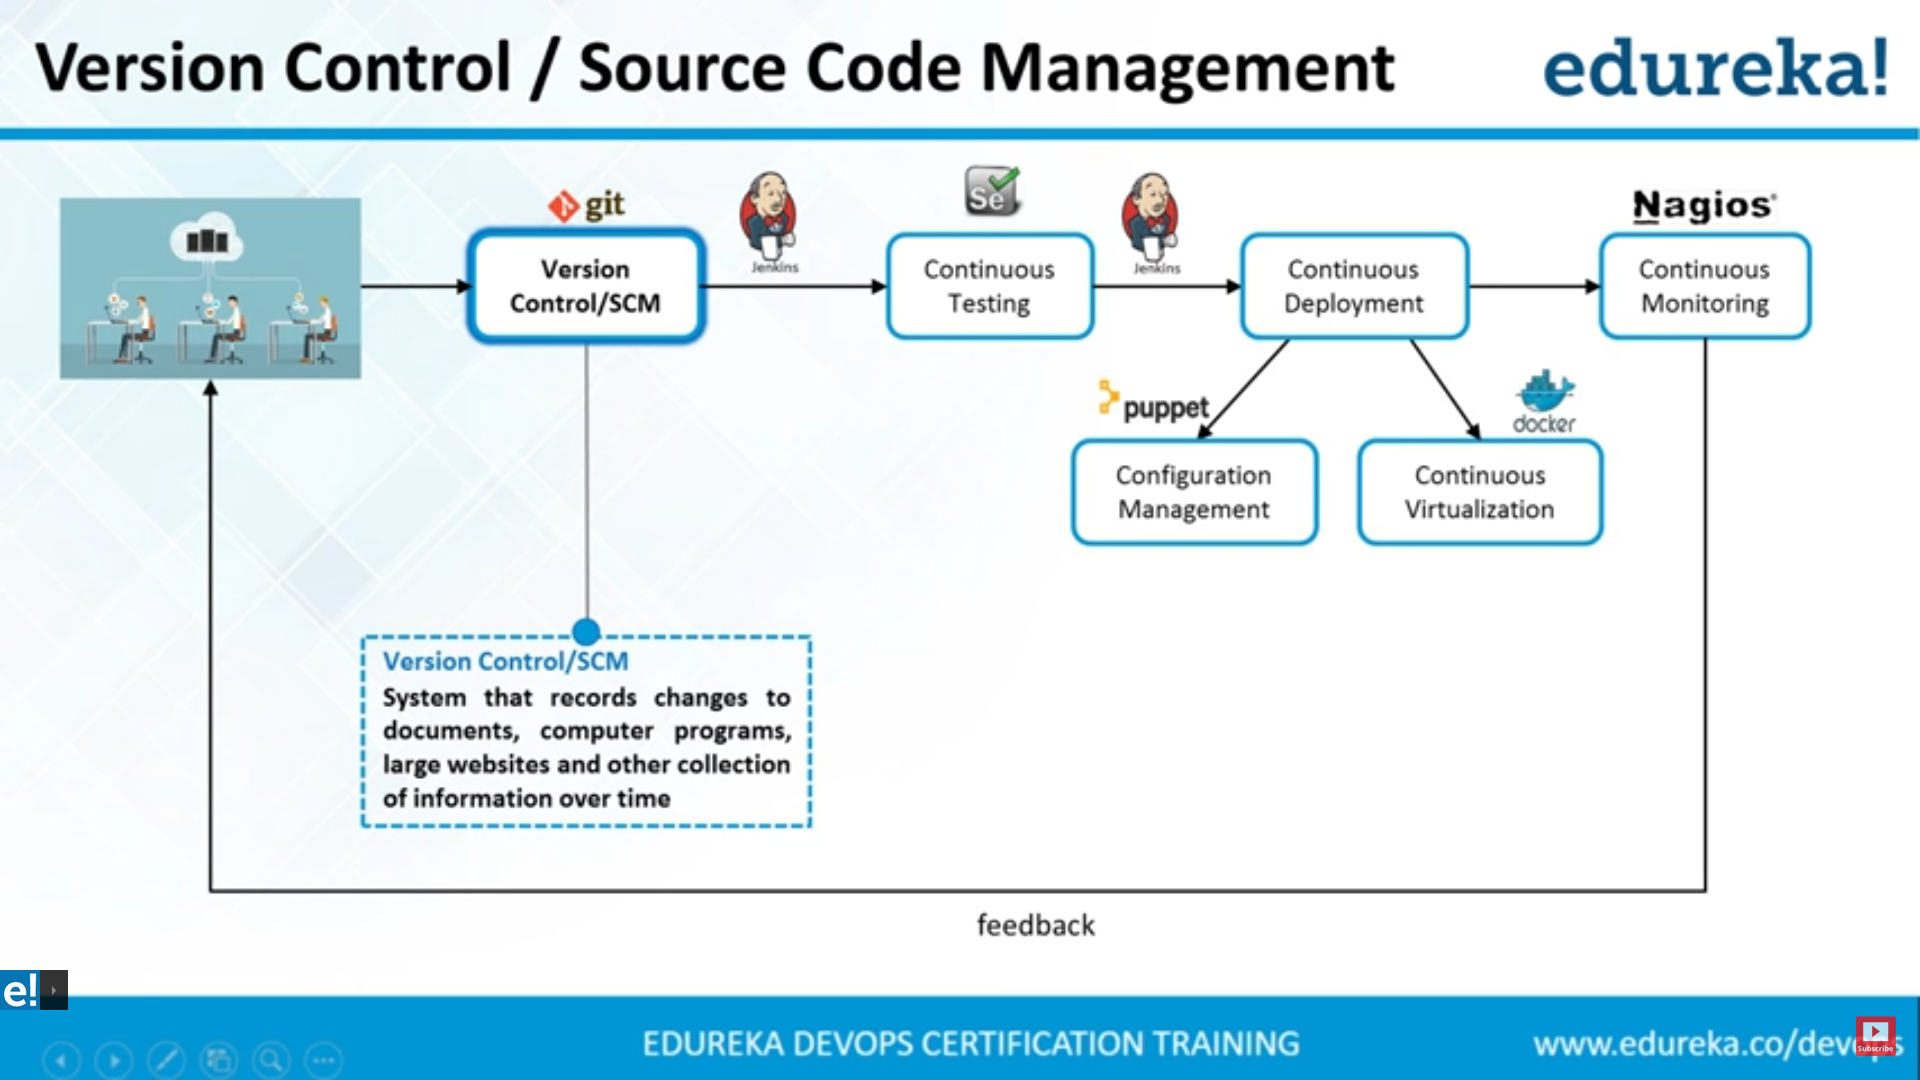 Version Control / Source Code Management
edureka!
git
Jenkins
Se
Jenkins
Nagios®
Version
Control/SCM
Continuous
Testing
Continuous
Deployment
Continuous
Monitoring
puppet
docker
Configuration
Management
Continuous
Virtualization
Version Control/SCM
System that records changes to
documents, computer programs,
large websites and other collection
of information over time
feedback
e!
EDUREKA DEVOPS CERTIFICATION TRAINING
www.edureka.co/devops
Subscribe